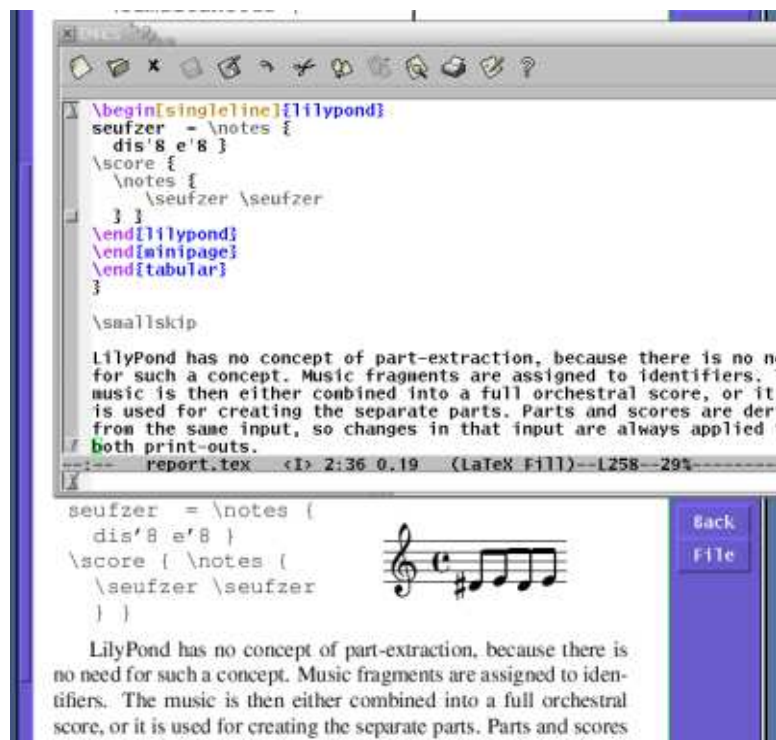 \begin[singleline]{lilypond}
seufzer = \notes {
dis'8 e'8 }
\score {
\notes {
\seufzer \seufzer
} }
\end{lilypond}
\end{minipage}
\end{tabular}
}
\smallskip
LilyPond has no concept of part-extraction, because there is no
for such a concept. Music fragments are assigned to identifiers.
music is then either combined into a full orchestral score, or it
is used for creating the separate parts. Parts and scores are der
from the same input, so changes in that input are always applied
both print-outs.
--:-- report.tex <I> 2:36 0.19 (LaTeX Fill)--L258--29%--------
seufzer = \notes {
dis'8 e'8 }
\score { \notes {
\seufzer \seufzer
} }
Back
File
LilyPond has no concept of part-extraction, because there is
no need for such a concept. Music fragments are assigned to iden-
tifiers. The music is then either combined into a full orchestral
score, or it is used for creating the separate parts. Parts and scores